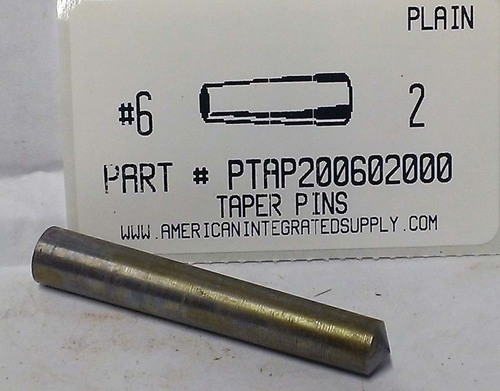 PLAIN
#6 2
PART # PTAP200602000
TAPER PINS
WWW.AMERICANINTEGRATEDSUPPLY.COM